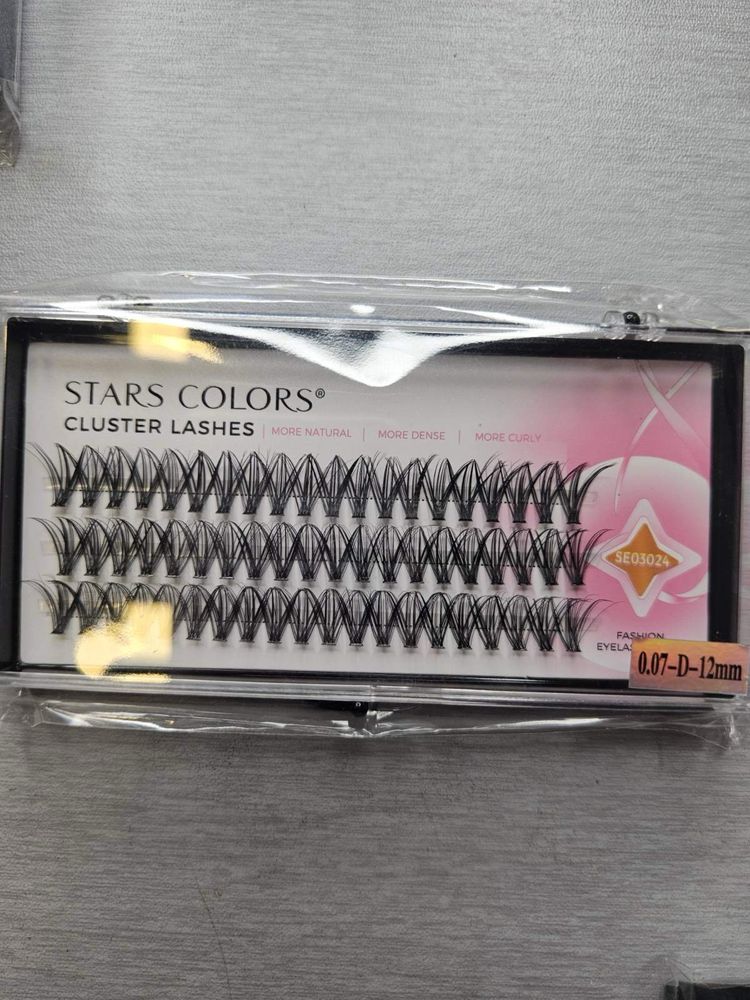 STARS COLORS®
CLUSTER LASHES | MORE NATURAL | MORE DENSE | MORE CURLY
SE03024
FASHION
0.07-D-12mm